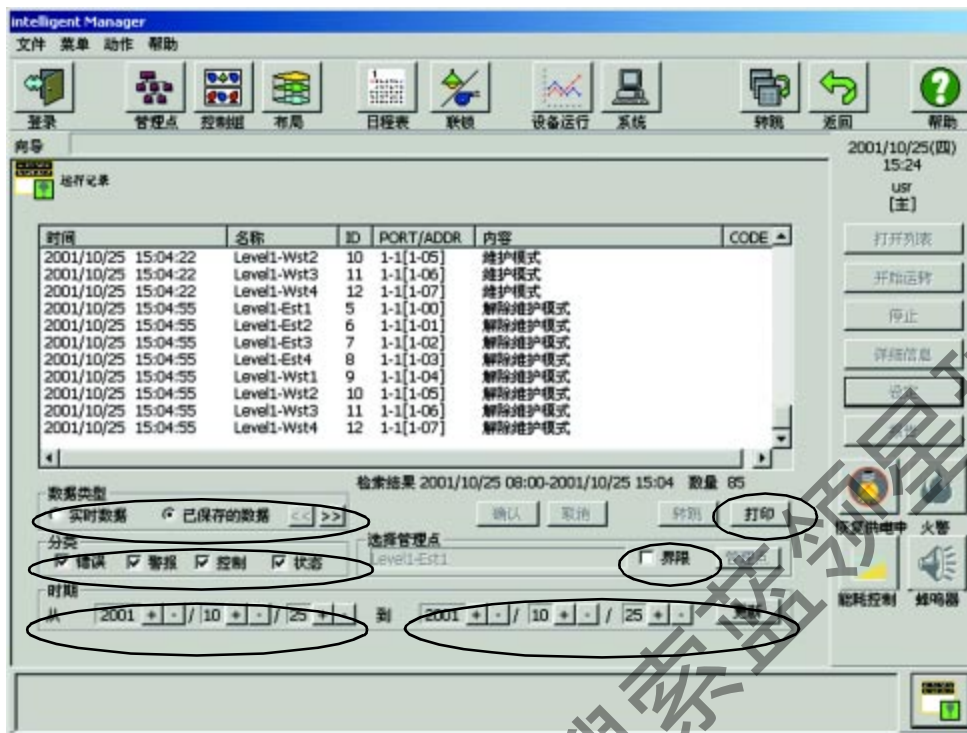 intelligent Manager
文件 菜单 动作 帮助
登录 管理点 控制组 布局 日程表 联锁 设备运行 系统 转跳 返回 帮助
向导
2001/10/25(四)
15:24
usr
[主]
运行记录
时间 名称 ID PORT/ADDR 内容 CODE
2001/10/25 15:04:22 Level1-Wst2 10 1-1[1-05] 维护模式
2001/10/25 15:04:22 Level1-Wst3 11 1-1[1-06] 维护模式
2001/10/25 15:04:22 Level1-Wst4 12 1-1[1-07] 维护模式
2001/10/25 15:04:55 Level1-Est1 5 1-1[1-00] 解除维护模式
2001/10/25 15:04:55 Level1-Est2 6 1-1[1-01] 解除维护模式
2001/10/25 15:04:55 Level1-Est3 7 1-1[1-02] 解除维护模式
2001/10/25 15:04:55 Level1-Est4 8 1-1[1-03] 解除维护模式
2001/10/25 15:04:55 Level1-Wst1 9 1-1[1-04] 解除维护模式
2001/10/25 15:04:55 Level1-Wst2 10 1-1[1-05] 解除维护模式
2001/10/25 15:04:55 Level1-Wst3 11 1-1[1-06] 解除维护模式
2001/10/25 15:04:55 Level1-Wst4 12 1-1[1-07] 解除维护模式
打开列表
开始运转
停止
详细信息
设定
检索结果 2001/10/25 08:00-2001/10/25 15:04 数量 85
数据类型
实时数据 已保存的数据 << >>
确认 取消 转跳 打印
分类
错误 警报 控制 状态
选择管理点
Level1-Est1 界限 管理点
时期
从 2001 + - / 10 + - / 25 + - 到 2001 + - / 10 + - / 25 + - 更新
恢复供电中 火警
能耗控制 蜂鸣器
搜索蓝领星